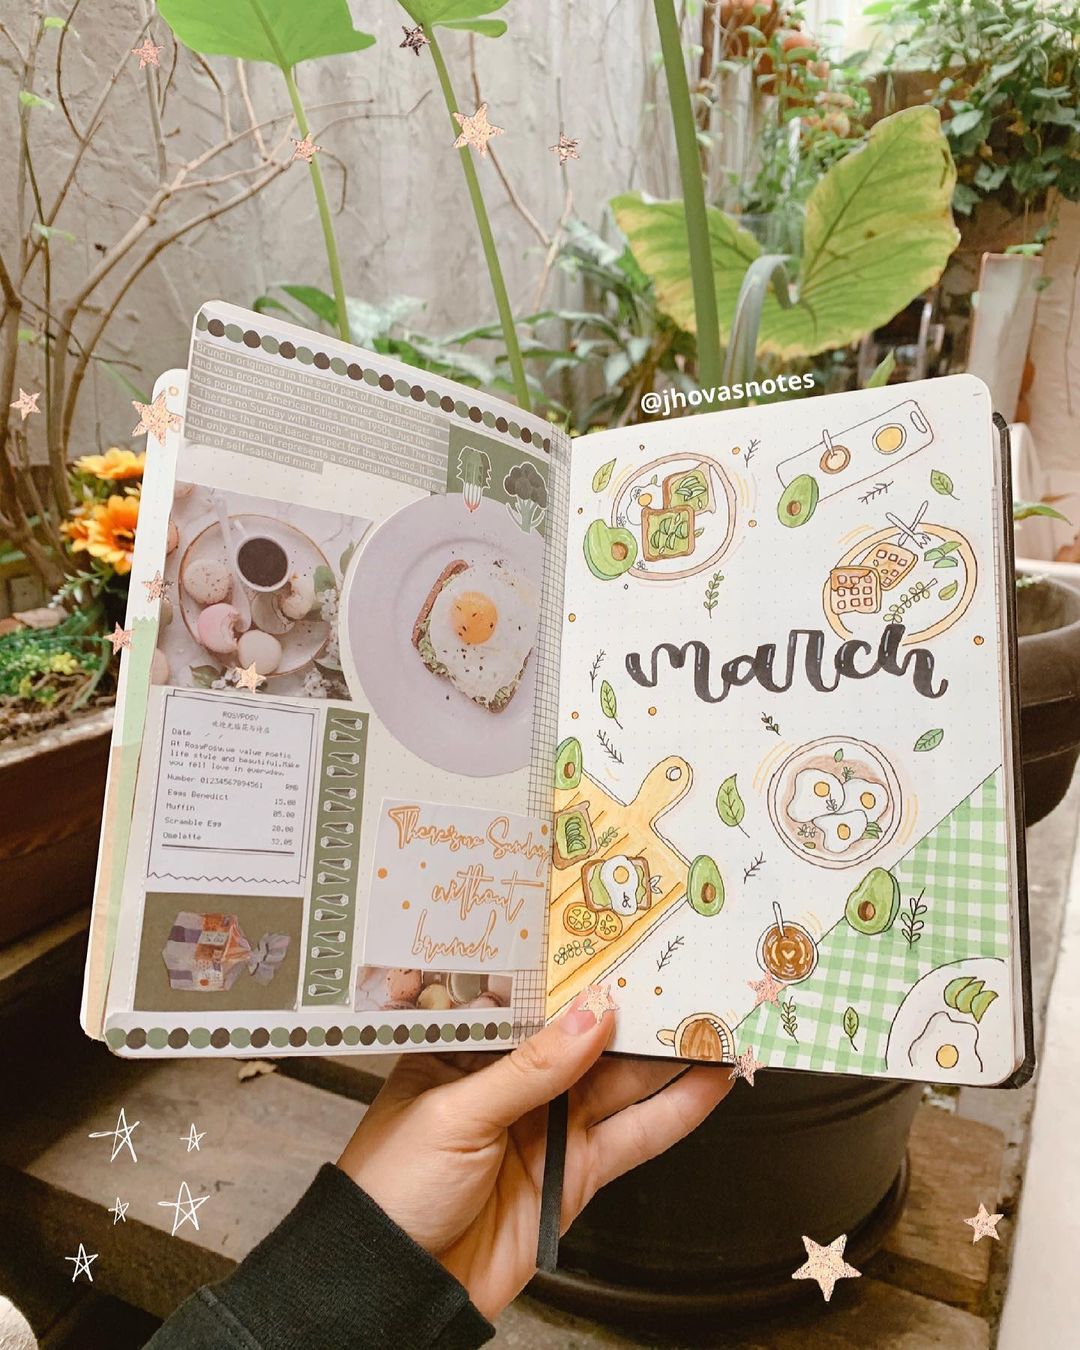 @jhovasnotes
Brunch originated in the early part of the last century
and was proposed by the British writer Guy Beringer. It
was popular in American cities in the 1950s. Just like
"Theres no Sunday without brunch" in Gossip Girl. The lazy
Brunch is the most basic respect for the weekend. It is
not only a meal, it represents a comfortable state of life,
state of self-satisfied mind.
ROSYPOSY
Date / /
At RosyPosy,we value poetic
life style and beautiful.Make
you fell love in everyday.
Number 01234567894561 RMB
Eggs Benedict 15.00
Muffin 05.00
Scramble Egg 20.00
Omelette 32.05
There's no Sunday
without
brunch
march